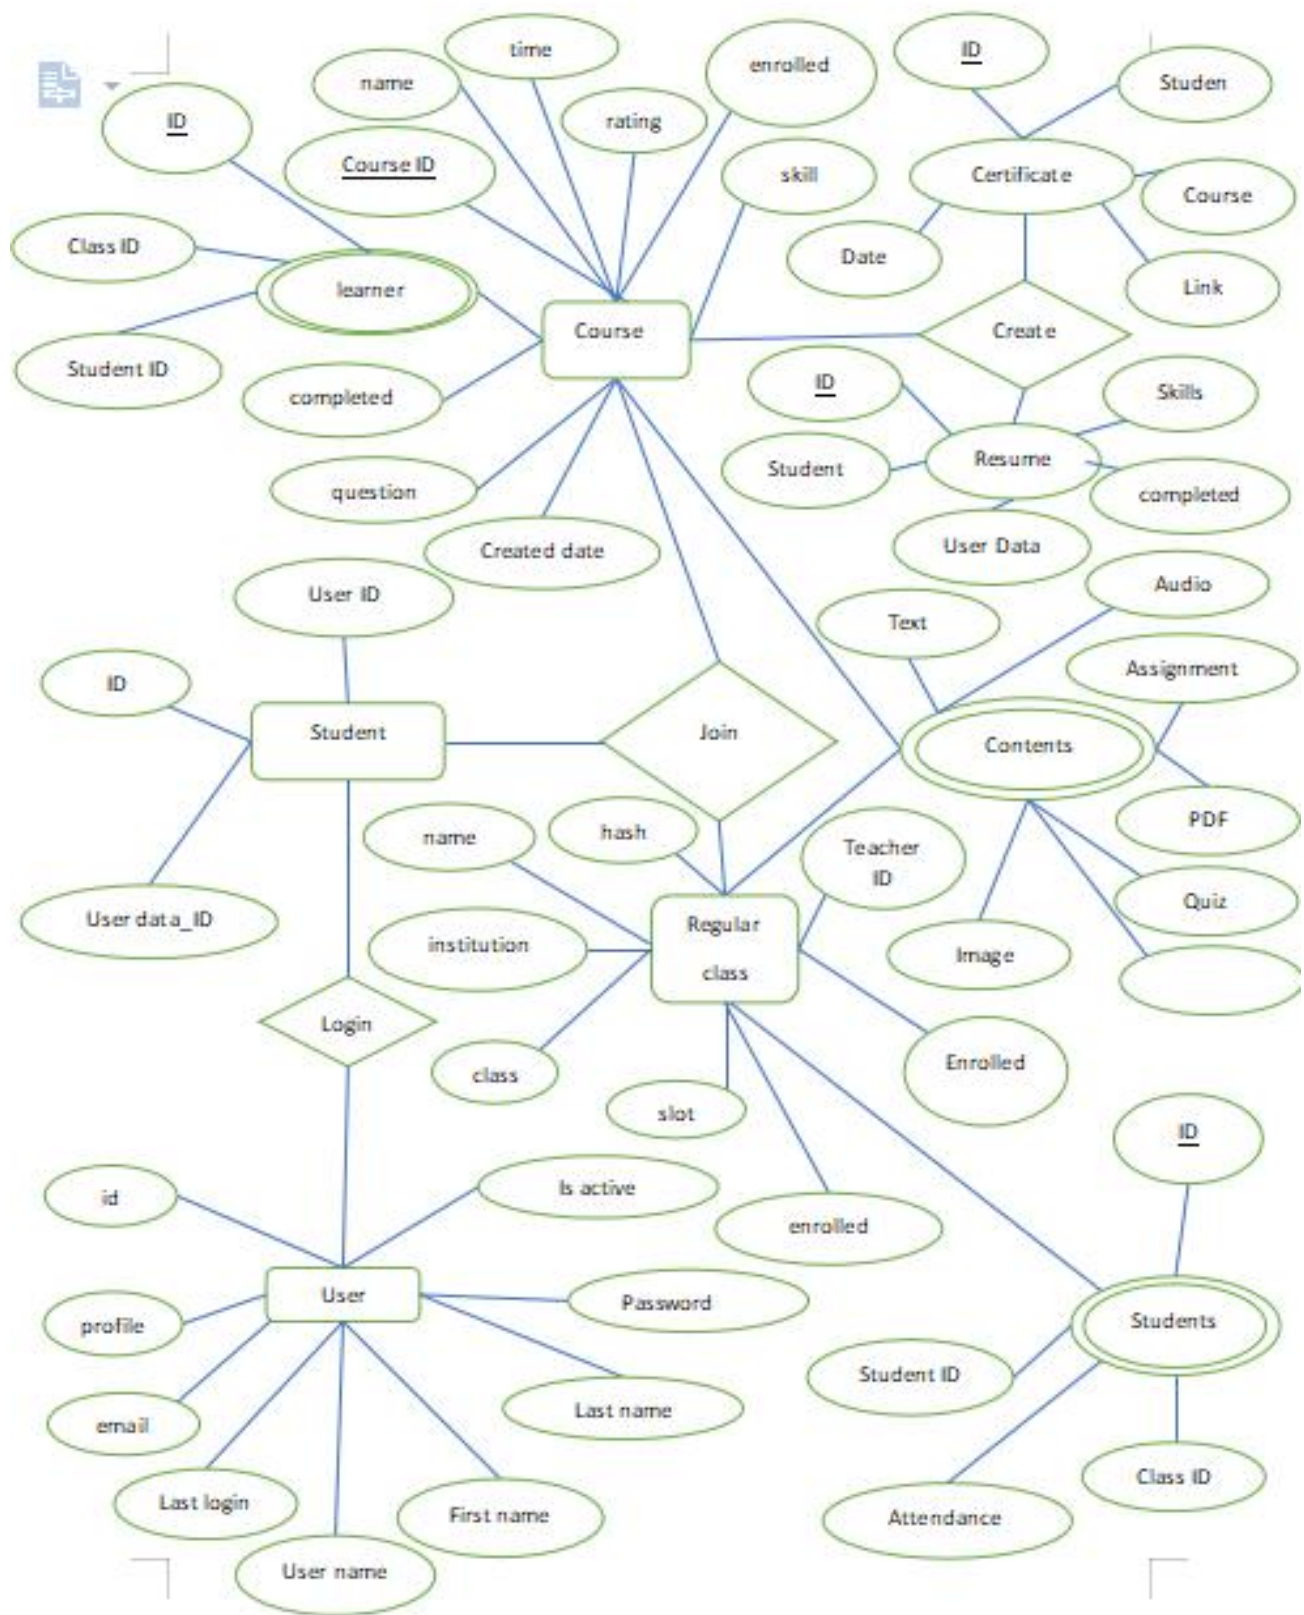 time
enrolled
ID
name
Studen
ID
rating
Course ID
skill
Certificate
Course
Class ID
Date
learner
Link
Course
Create
Student ID
ID
Skills
completed
Student
Resume
question
completed
Created date
User Data
User ID
Audio
Text
Assignment
ID
Student
Join
Contents
hash
PDF
name
Teacher
ID
User data_ID
Quiz
Regular
class
institution
Image
Login
Enrolled
class
slot
ID
id
Is active
enrolled
User
Password
profile
Students
Student ID
email
Last name
Class ID
Last login
First name
Attendance
User name